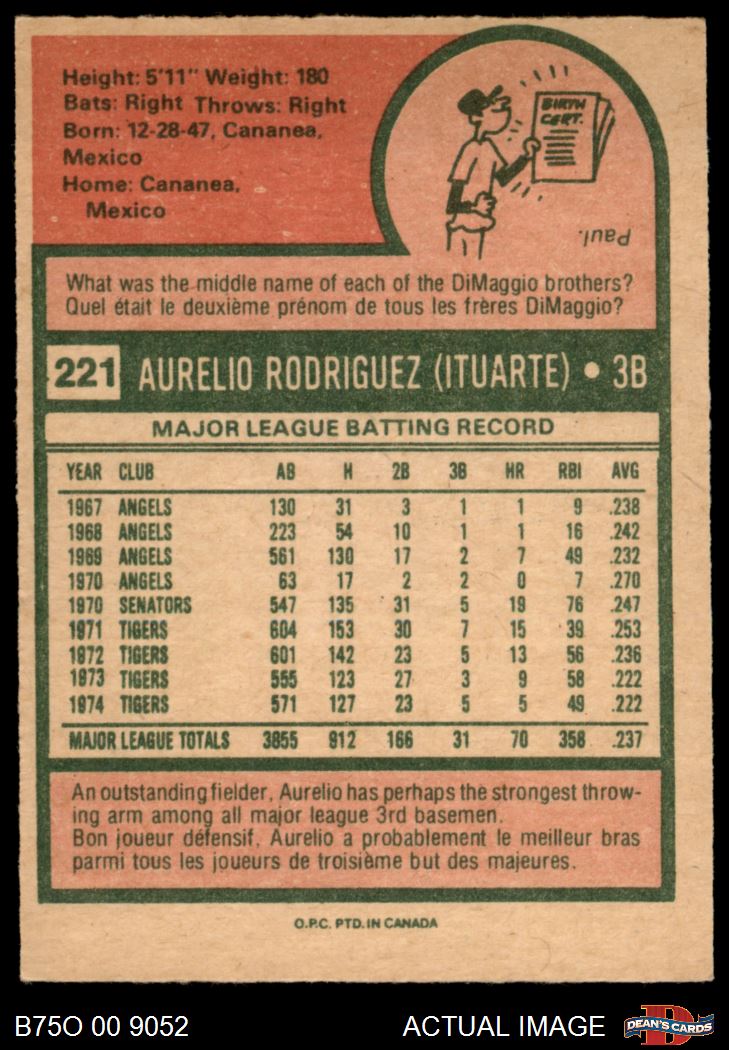 Height: 5'11" Weight: 180
Bats: Right Throws: Right
Born: 12-28-47, Cananea,
Mexico
Home: Cananea,
Mexico
BIRTH
CERT.
Paul.
What was the middle name of each of the DiMaggio brothers?
Quel était le deuxième prénom de tous les frères DiMaggio?
221 AURELIO RODRIGUEZ (ITUARTE) • 3B
MAJOR LEAGUE BATTING RECORD
YEAR CLUB AB H 2B 3B HR RBI AVG
1967 ANGELS 130 31 3 1 1 9 .238
1968 ANGELS 223 54 10 1 1 16 .242
1969 ANGELS 561 130 17 2 7 49 .232
1970 ANGELS 63 17 2 2 0 7 .270
1970 SENATORS 547 135 31 5 19 76 .247
1971 TIGERS 604 153 30 7 15 39 .253
1972 TIGERS 601 142 23 5 13 56 .236
1973 TIGERS 555 123 27 3 9 58 .222
1974 TIGERS 571 127 23 5 5 49 .222
MAJOR LEAGUE TOTALS 3855 912 166 31 70 358 .237
An outstanding fielder, Aurelio has perhaps the strongest throw-
ing arm among all major league 3rd basemen.
Bon joueur défensif, Aurelio a probablement le meilleur bras
parmi tous les joueurs de troisième but des majeures.
O.P.C. PTD. IN CANADA
B75O 00 9052 ACTUAL IMAGE
D
DEAN'S CARDS